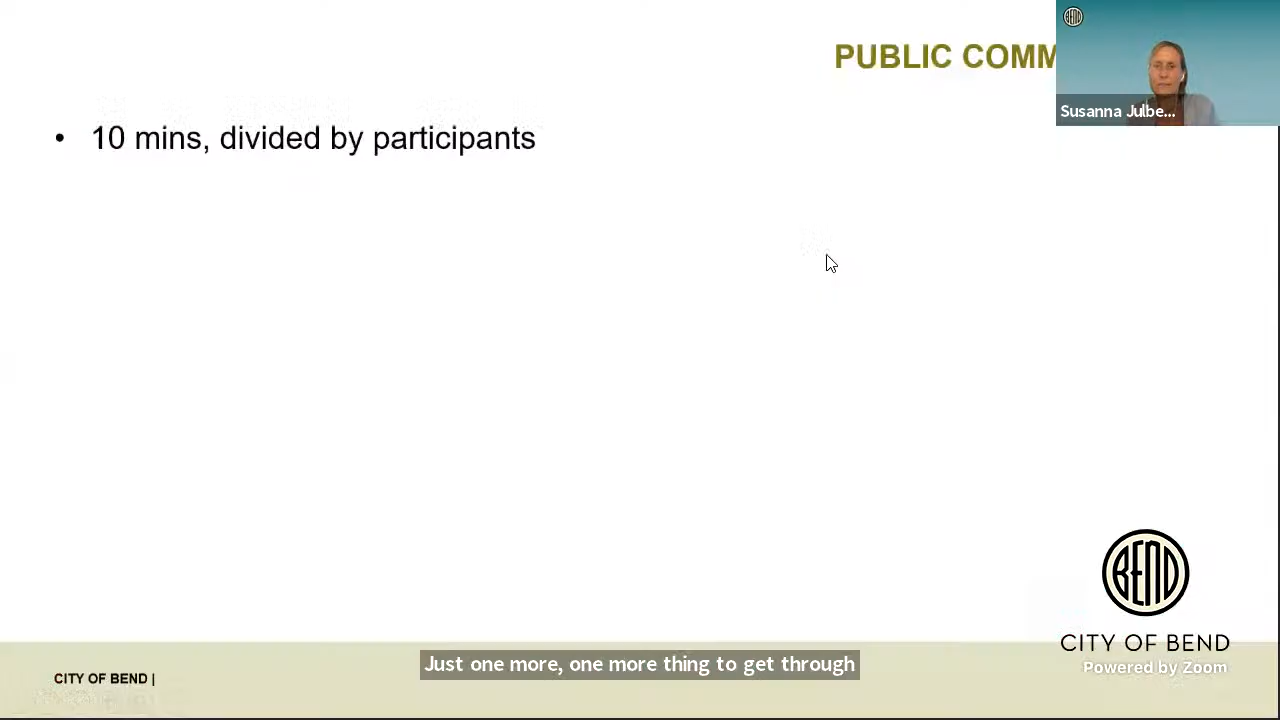 PUBLIC COMM
Susanna Julbe...
• 10 mins, divided by participants
BEND
CITY OF BEND
Powered by Zoom
Just one more, one more thing to get through
CITY OF BEND |